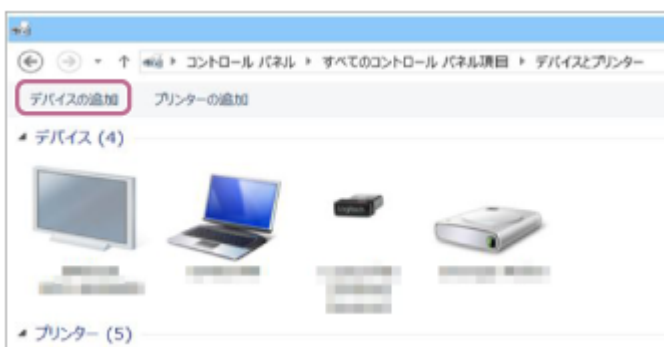 コントロール パネル ▸ すべてのコントロール パネル項目 ▸ デバイスとプリンター
デバイスの追加 プリンターの追加
デバイス (4)
Logitech
プリンター (5)